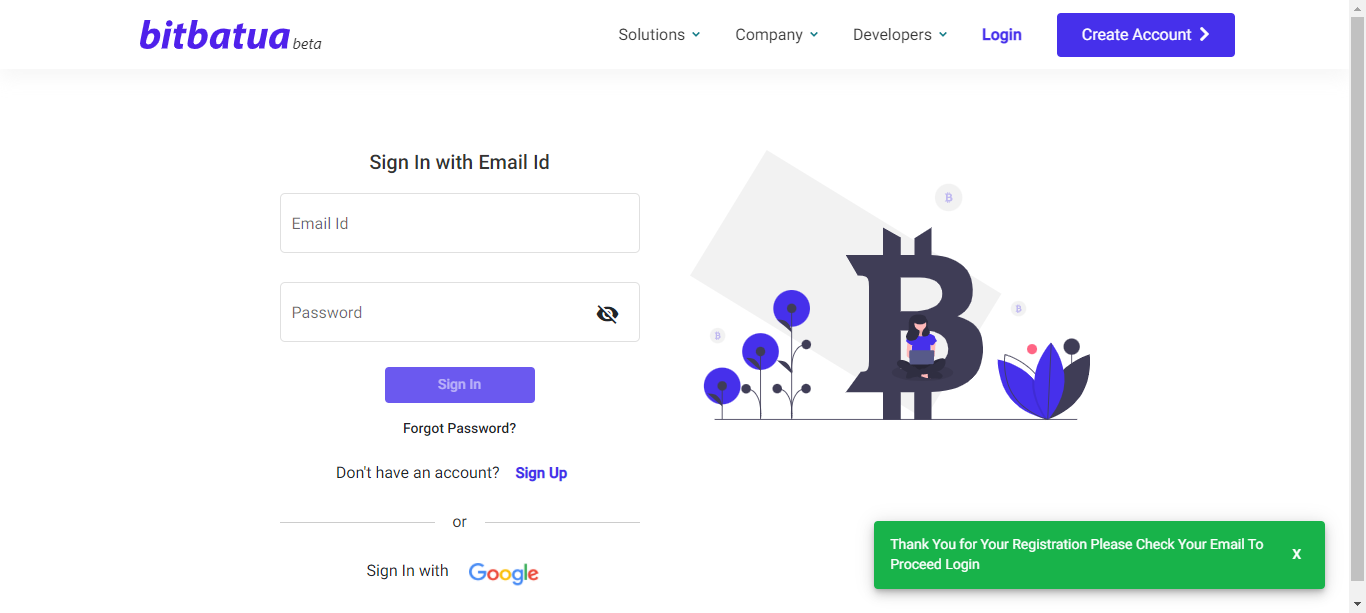 bitbatua beta
Solutions
Company
Developers
Login
Create Account
Sign In with Email Id
Email Id
Password
Sign In
Forgot Password?
Don't have an account? Sign Up
or
Sign In with Google
Thank You for Your Registration Please Check Your Email To
Proceed Login
X